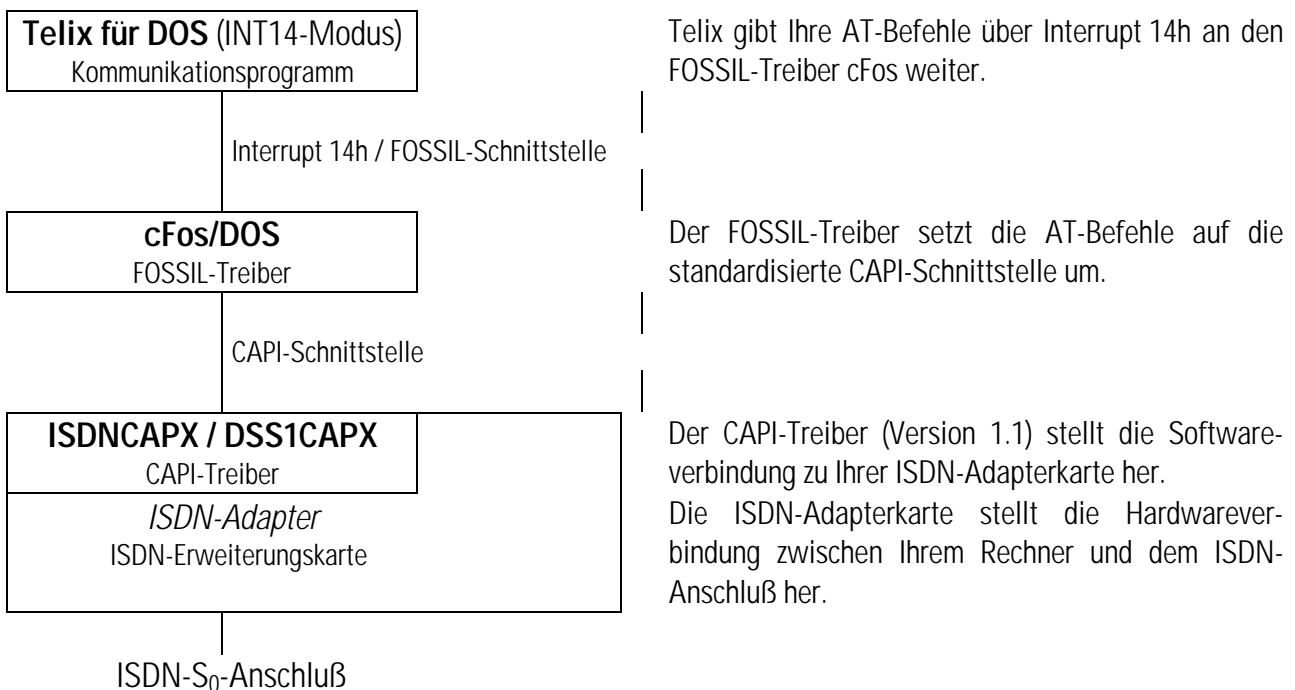 Telix für DOS (INT14-Modus)
Kommunikationsprogramm
Telix gibt Ihre AT-Befehle über Interrupt 14h an den
FOSSIL-Treiber cFos weiter.
Interrupt 14h / FOSSIL-Schnittstelle
cFos/DOS
FOSSIL-Treiber
Der FOSSIL-Treiber setzt die AT-Befehle auf die
standardisierte CAPI-Schnittstelle um.
CAPI-Schnittstelle
ISDNCAPX / DSS1CAPX
CAPI-Treiber
ISDN-Adapter
ISDN-Erweiterungskarte
Der CAPI-Treiber (Version 1.1) stellt die Software-
verbindung zu Ihrer ISDN-Adapterkarte her.
Die ISDN-Adapterkarte stellt die Hardwarever-
bindung zwischen Ihrem Rechner und dem ISDN-
Anschluß her.
ISDN-S₀-Anschluß